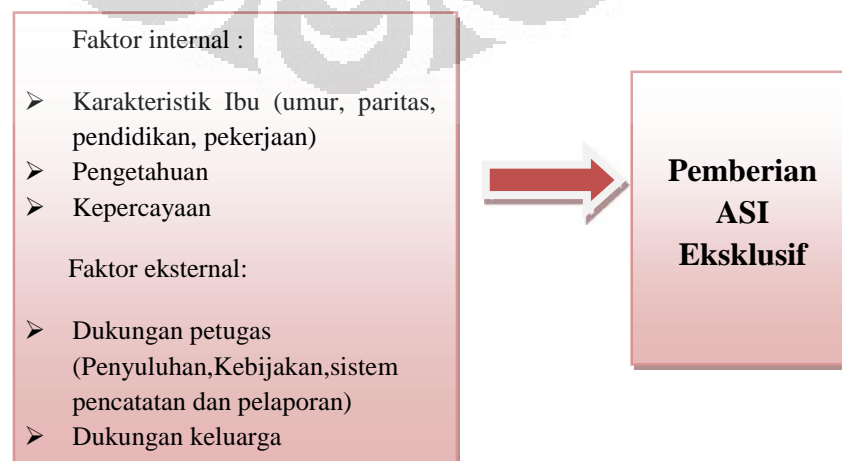 Faktor internal :
➢ Karakteristik Ibu (umur, paritas,
pendidikan, pekerjaan)
➢ Pengetahuan
➢ Kepercayaan
Faktor eksternal:
➢ Dukungan petugas
(Penyuluhan,Kebijakan,sistem
pencatatan dan pelaporan)
➢ Dukungan keluarga
Pemberian
ASI
Eksklusif